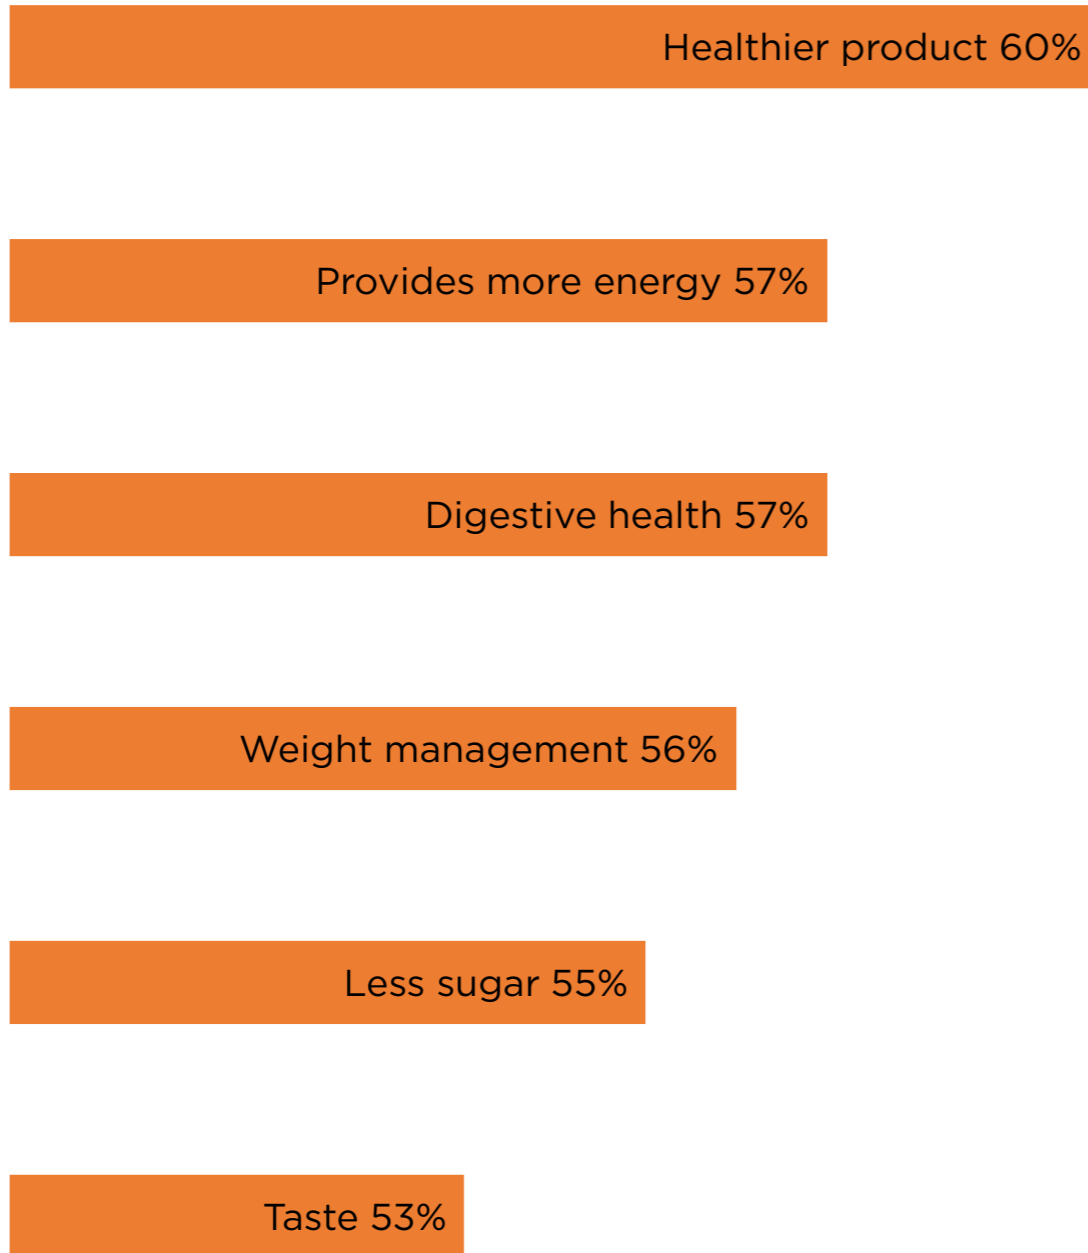 Healthier product 60%
Provides more energy 57%
Digestive health 57%
Weight management 56%
Less sugar 55%
Taste 53%